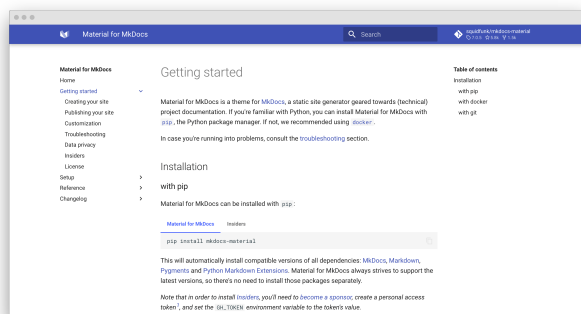 Material for MkDocs
Search
squidfunk/mkdocs-material
Material for MkDocs
Home
Getting started
Creating your site
Publishing your site
Customization
Troubleshooting
Data privacy
Insiders
License
Setup
Reference
Changelog
Getting started
Material for MkDocs is a theme for MkDocs, a static site generator geared towards (technical)
project documentation. If you're familiar with Python, you can install Material for MkDocs with
pip, the Python package manager. If not, we recommended using docker.
In case you're running into problems, consult the troubleshooting section.
Installation
with pip
Material for MkDocs can be installed with pip:
Material for MkDocs Insiders
pip install mkdocs-material
This will automatically install compatible versions of all dependencies: MkDocs, Markdown,
Pygments and Python Markdown Extensions. Material for MkDocs always strives to support the
latest versions, so there's no need to install those packages separately.
Note that in order to install Insiders, you'll need to become a sponsor, create a personal access
token¹, and set the GH_TOKEN environment variable to the token's value.
Table of contents
Installation
with pip
with docker
with git